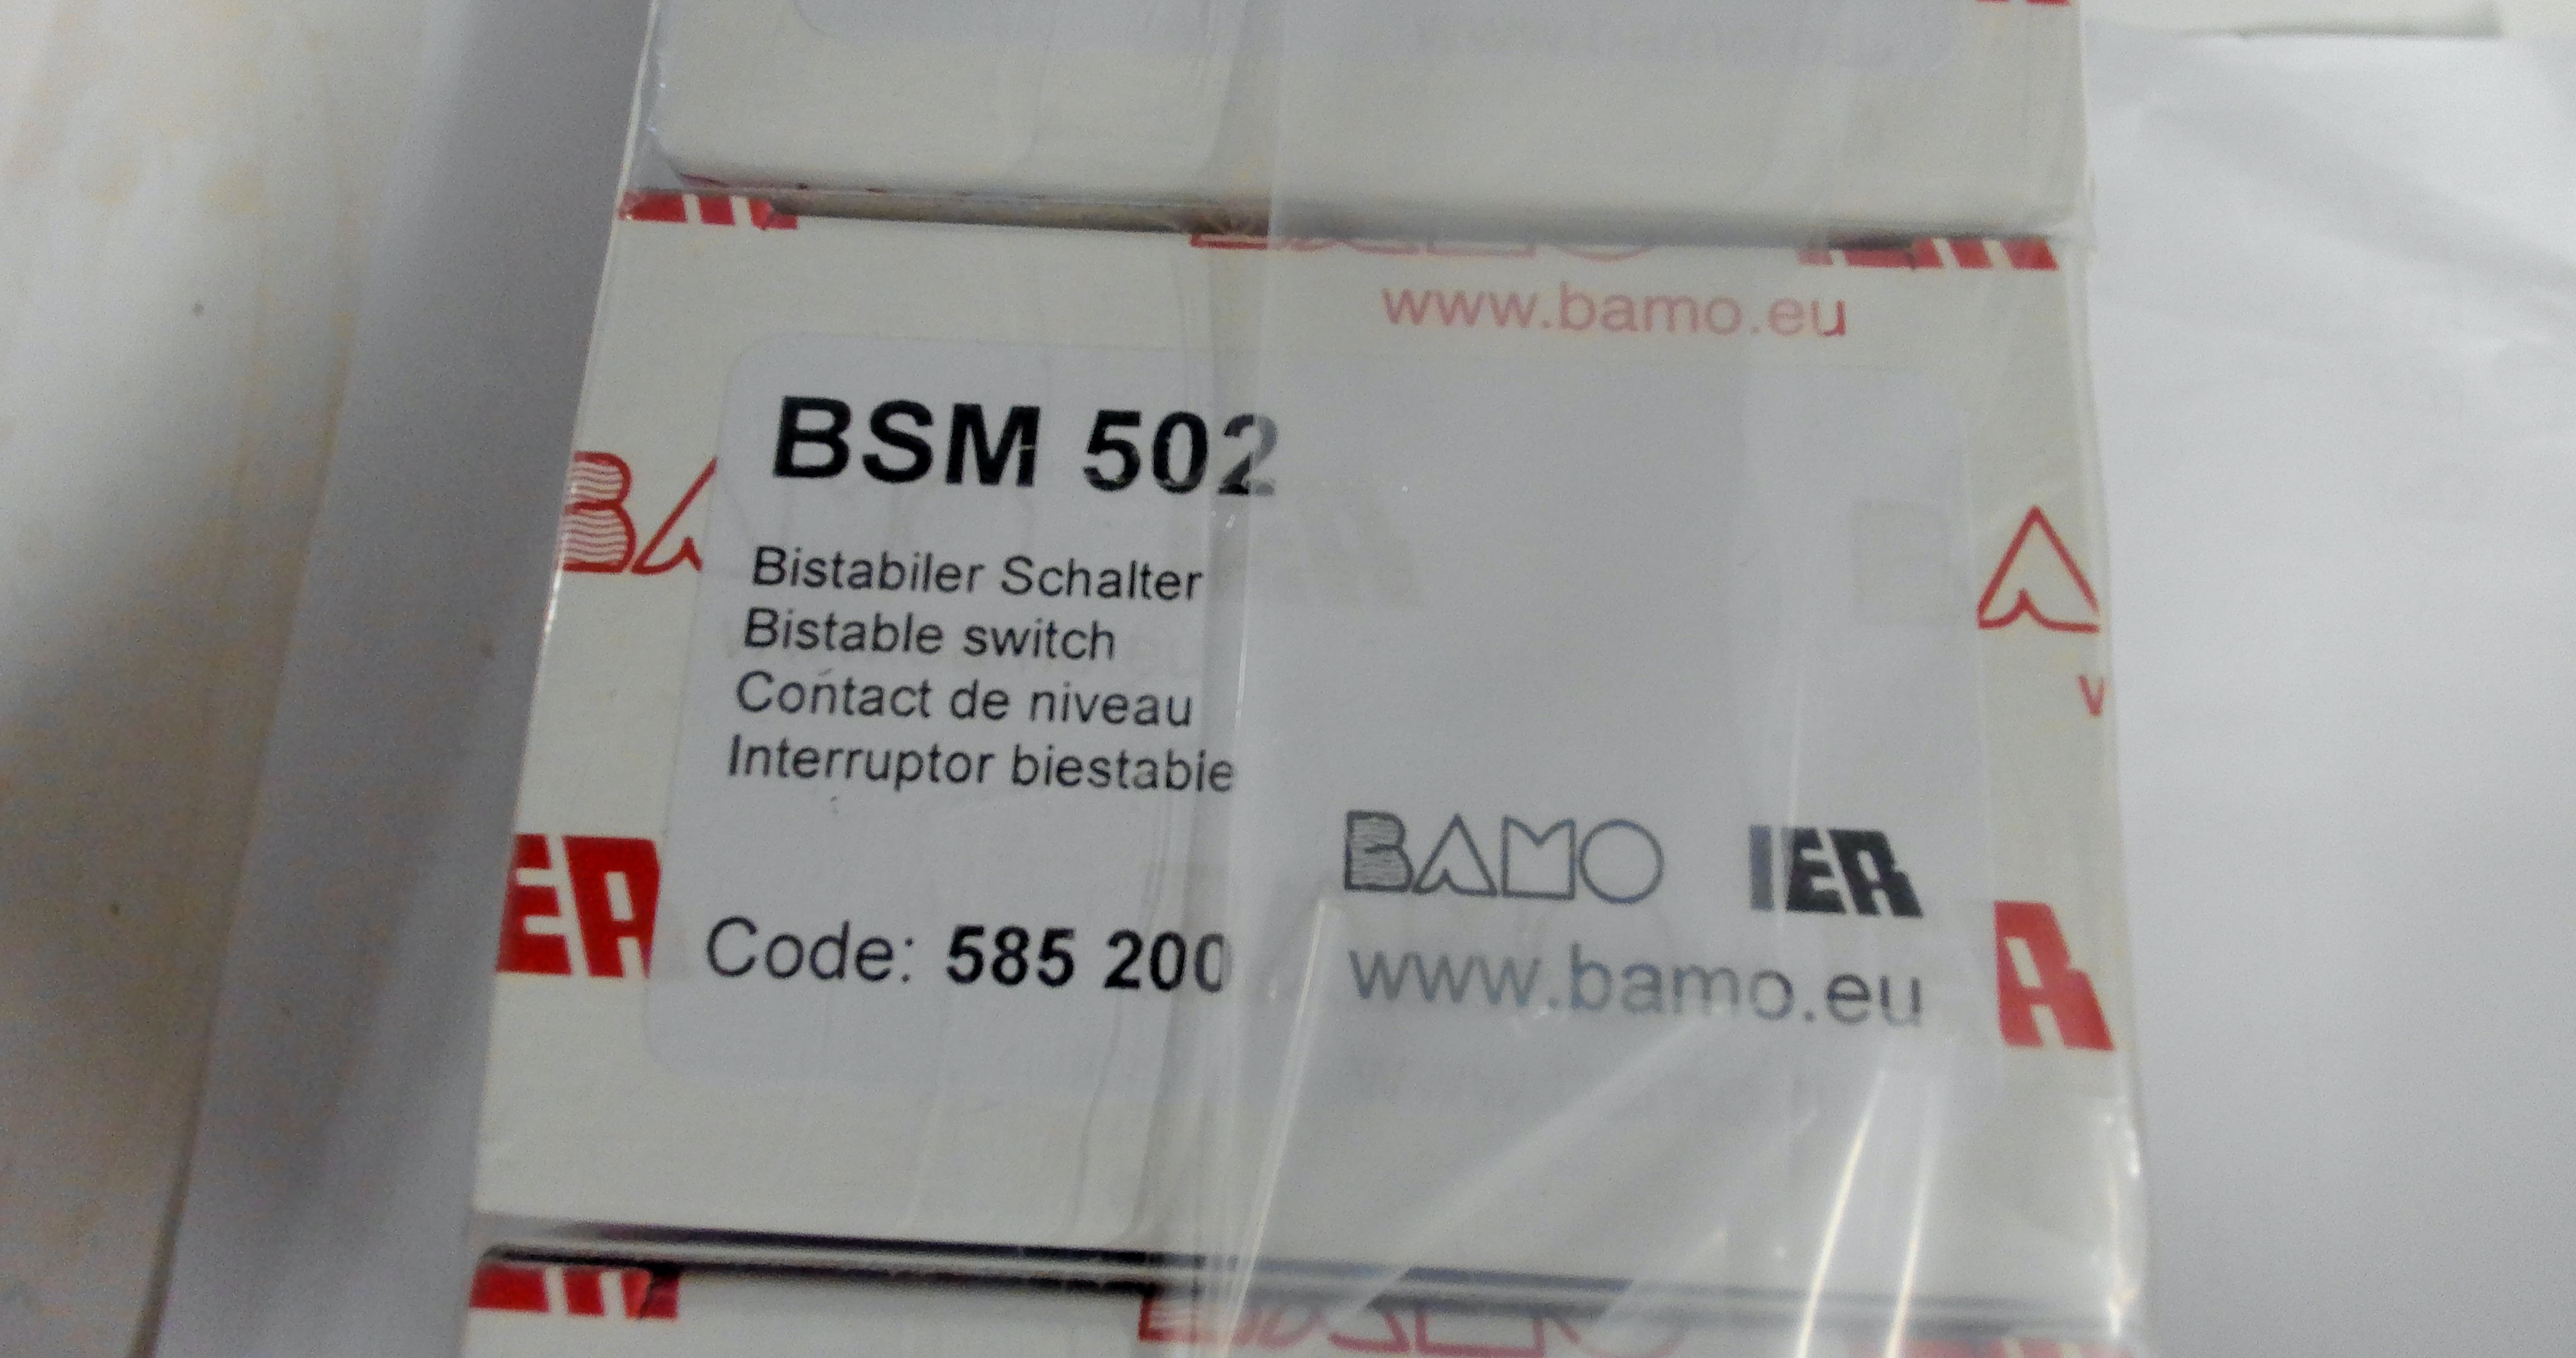 www.bamo.eu
BSM 502
Bistabiler Schalter
Bistable switch
Contact de niveau
Interruptor biestabie
BAMO IER
Code: 585 200
www.bamo.eu